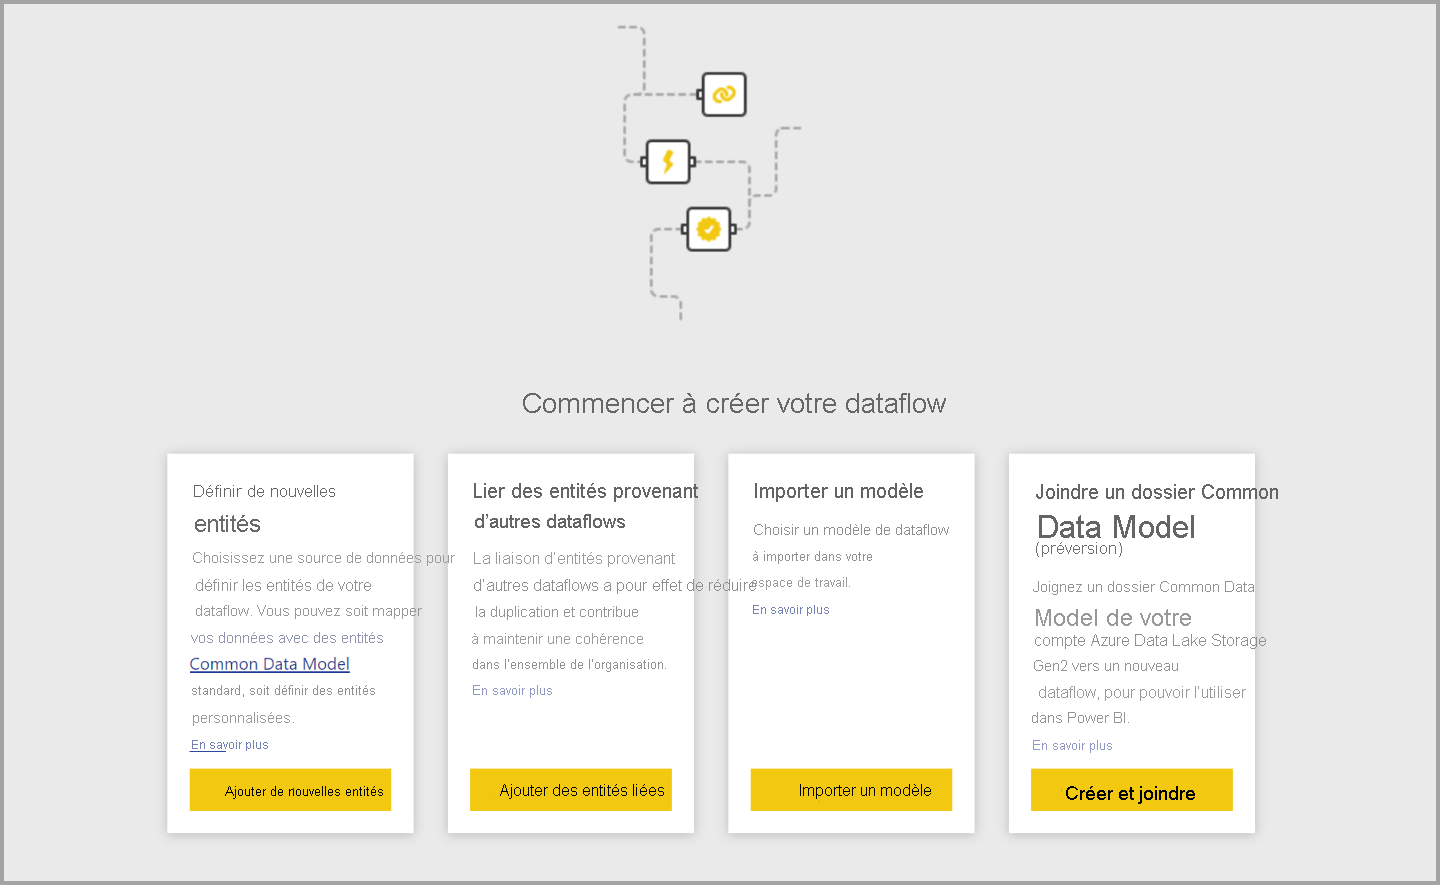 Commencer à créer votre dataflow
Définir de nouvelles
entités
Choisissez une source de données pour
définir les entités de votre
dataflow. Vous pouvez soit mapper
vos données avec des entités
Common Data Model
standard, soit définir des entités
personnalisées.
En savoir plus
Ajouter de nouvelles entités
Lier des entités provenant
d’autres dataflows
La liaison d’entités provenant
d’autres dataflows a pour effet de réduire
la duplication et contribue
à maintenir une cohérence
dans l’ensemble de l’organisation.
En savoir plus
Ajouter des entités liées
Importer un modèle
Choisir un modèle de dataflow
à importer dans votre
espace de travail.
En savoir plus
Importer un modèle
Joindre un dossier Common
Data Model
(préversion)
Joignez un dossier Common Data
Model de votre
compte Azure Data Lake Storage
Gen2 vers un nouveau
dataflow, pour pouvoir l’utiliser
dans Power BI.
En savoir plus
Créer et joindre